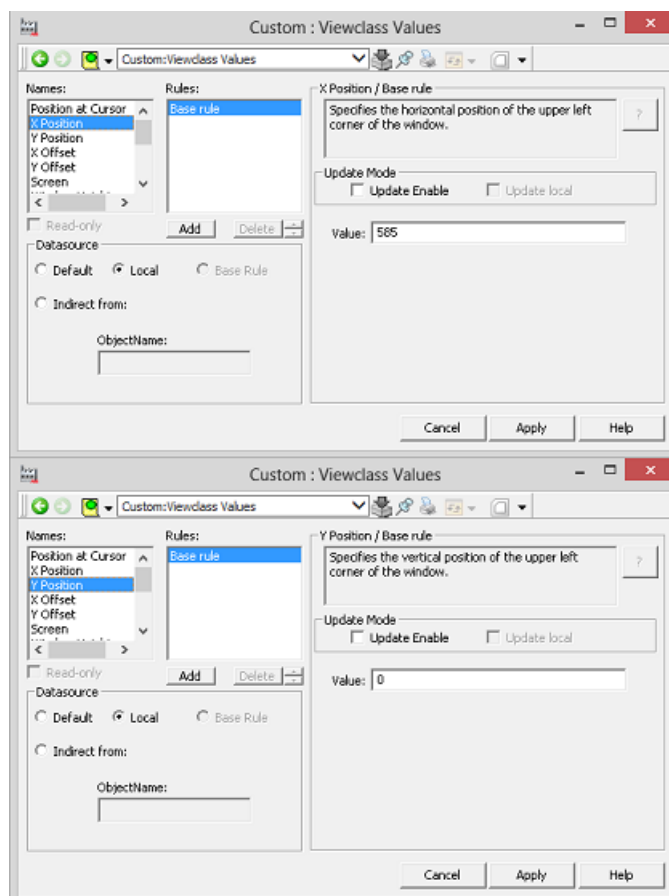 Custom : Viewclass Values
Custom:Viewclass Values
Names:
Rules:
Position at Cursor
X Position
Y Position
X Offset
Y Offset
Screen
Base rule
Read-only
Add
Delete
Datasource
Default
Local
Base Rule
Indirect from:
ObjectName:
X Position / Base rule
Specifies the horizontal position of the upper left
corner of the window.
?
Update Mode
Update Enable
Update local
Value: 585
Cancel
Apply
Help
Custom : Viewclass Values
Custom:Viewclass Values
Names:
Rules:
Position at Cursor
X Position
Y Position
X Offset
Y Offset
Screen
Base rule
Read-only
Add
Delete
Datasource
Default
Local
Base Rule
Indirect from:
ObjectName:
Y Position / Base rule
Specifies the vertical position of the upper left
corner of the window.
?
Update Mode
Update Enable
Update local
Value: 0
Cancel
Apply
Help